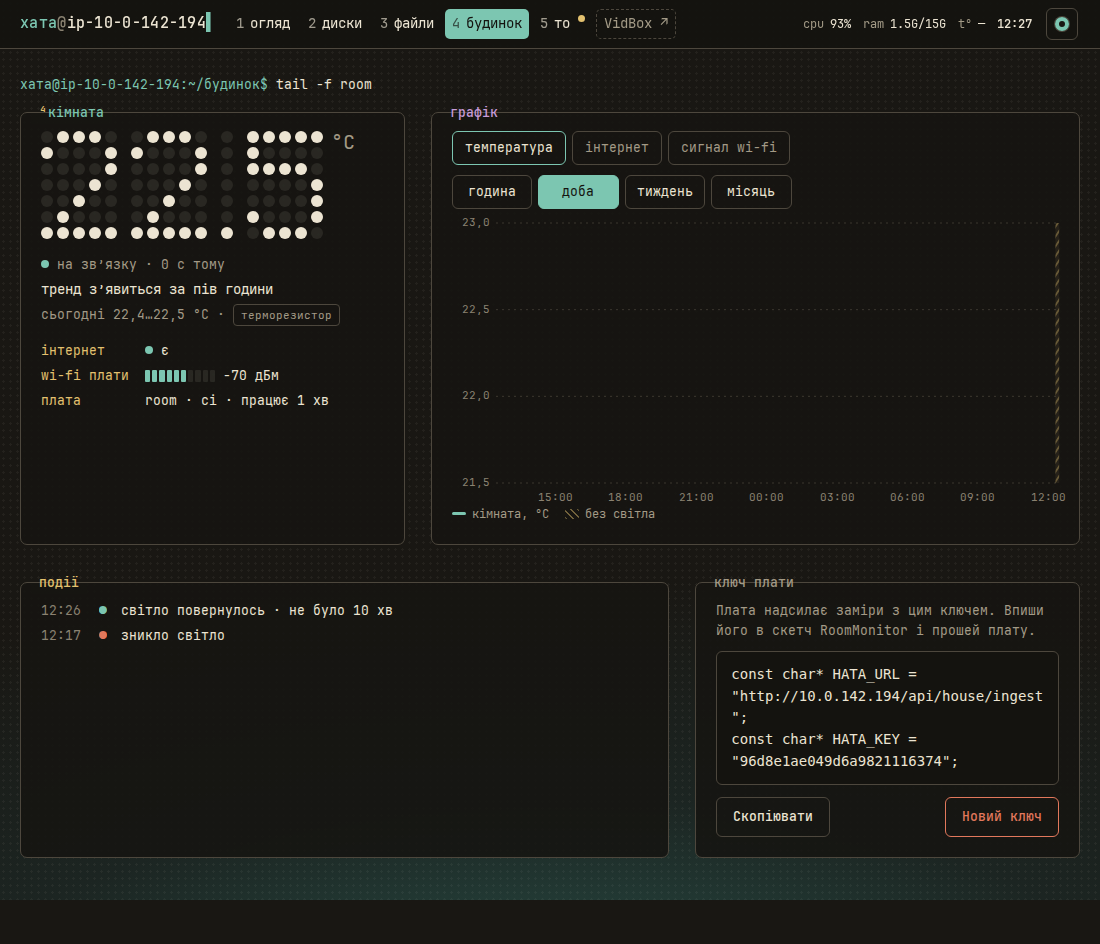 хата@ip-10-0-142-194 1 огляд 2 диски 3 файли 4 будинок 5 то VidBox ↗ cpu 93% ram 1.5G/15G t° — 12:27
хата@ip-10-0-142-194:~/будинок$ tail -f room
4 кімната
22.5 °C
на зв’язку · 0 с тому
тренд з’явиться за пів години
сьогодні 22,4…22,5 °C · терморезистор
інтернет є
wi-fi плати -70 дБм
плата room · ci · працює 1 хв
графік
температура інтернет сигнал wi-fi
година доба тиждень місяць
23,0
22,5
22,0
21,5
15:00 18:00 21:00 00:00 03:00 06:00 09:00 12:00
кімната, °C без світла
події
12:26 світло повернулось · не було 10 хв
12:17 зникло світло
ключ плати
Плата надсилає заміри з цим ключем. Впиши
його в скетч RoomMonitor і прошей плату.
const char* HATA_URL =
"http://10.0.142.194/api/house/ingest
";
const char* HATA_KEY =
"96d8e1ae049d6a9821116374";
Скопіювати Новий ключ